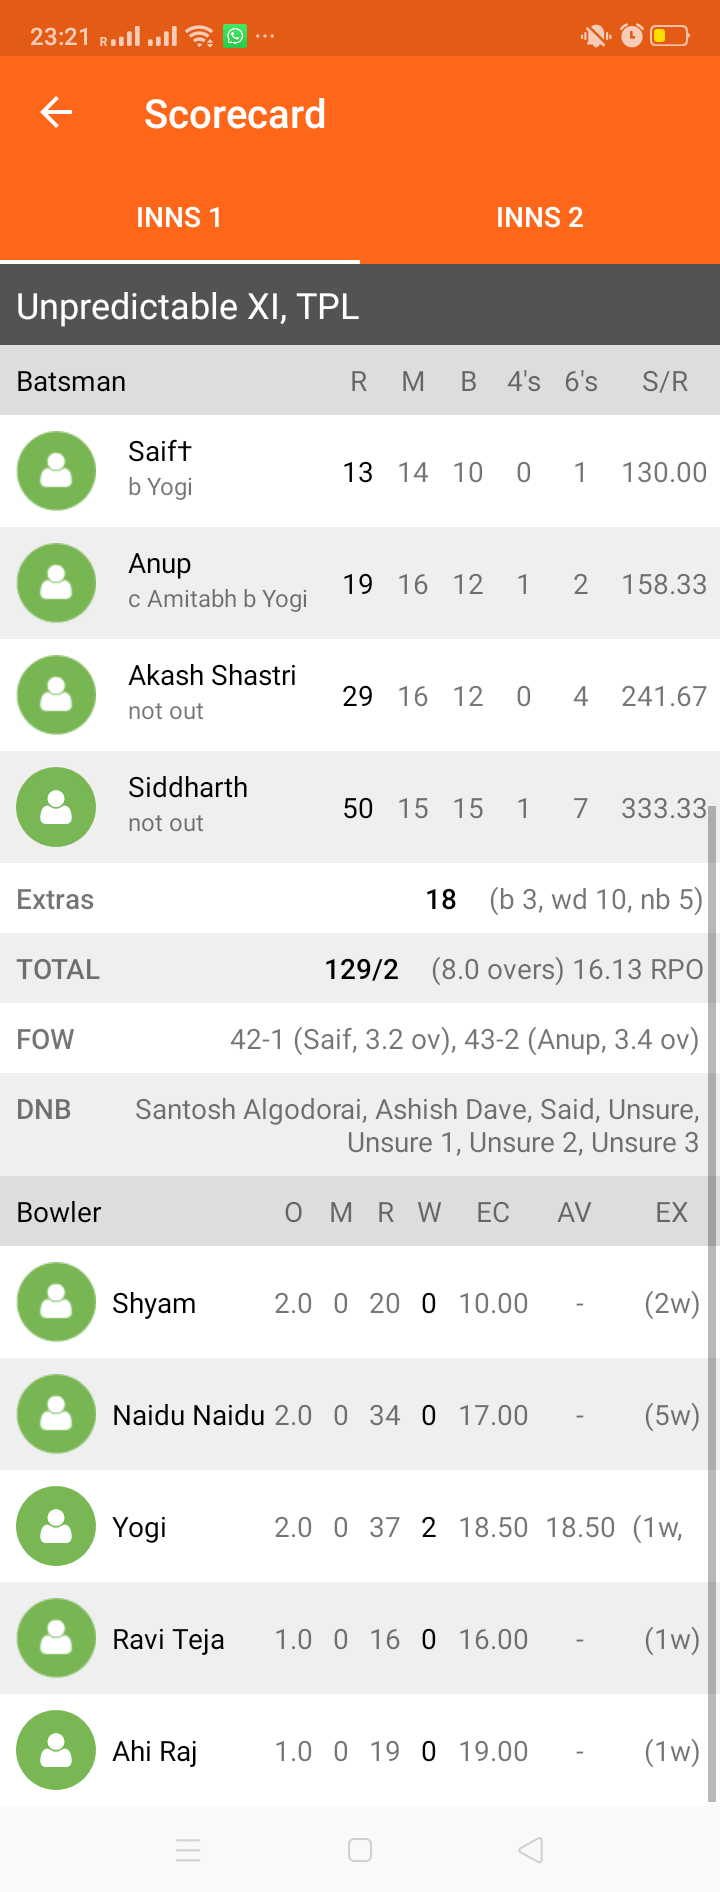 23:21 R ...
Scorecard
INNS 1 INNS 2
Unpredictable XI, TPL
Batsman R M B 4's 6's S/R
Saif† 13 14 10 0 1 130.00
b Yogi
Anup 19 16 12 1 2 158.33
c Amitabh b Yogi
Akash Shastri 29 16 12 0 4 241.67
not out
Siddharth 50 15 15 1 7 333.33
not out
Extras 18 (b 3, wd 10, nb 5)
TOTAL 129/2 (8.0 overs) 16.13 RPO
FOW 42-1 (Saif, 3.2 ov), 43-2 (Anup, 3.4 ov)
DNB Santosh Algodorai, Ashish Dave, Said, Unsure,
Unsure 1, Unsure 2, Unsure 3
Bowler O M R W EC AV EX
Shyam 2.0 0 20 0 10.00 - (2w)
Naidu Naidu 2.0 0 34 0 17.00 - (5w)
Yogi 2.0 0 37 2 18.50 18.50 (1w,
Ravi Teja 1.0 0 16 0 16.00 - (1w)
Ahi Raj 1.0 0 19 0 19.00 - (1w)